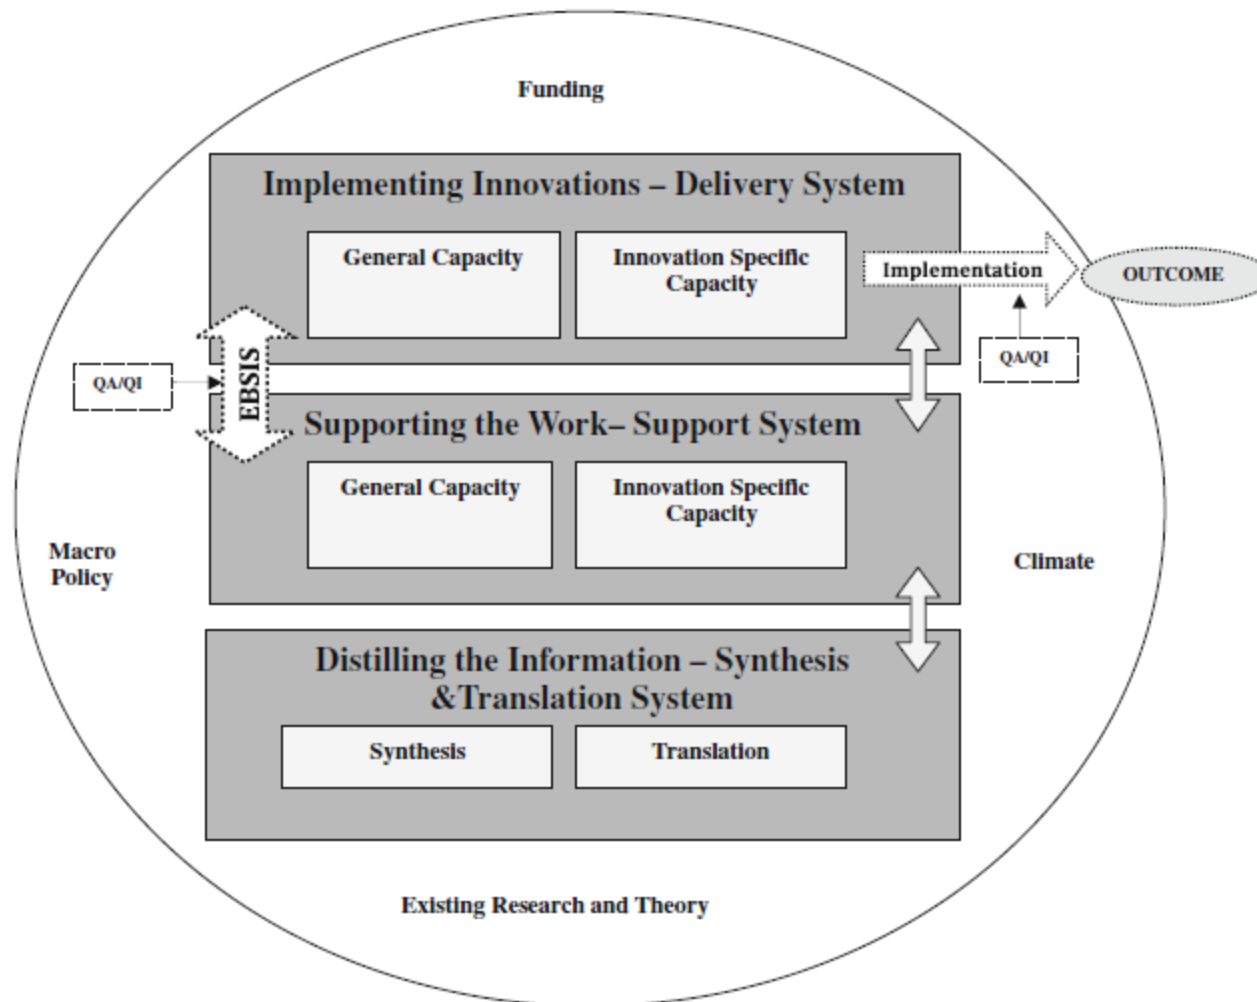 Funding
Implementing Innovations – Delivery System
General Capacity
Innovation Specific
Capacity
Implementation
OUTCOME
QA/QI
QA/QI
EBSIS
Supporting the Work– Support System
General Capacity
Innovation Specific
Capacity
Macro
Policy
Climate
Distilling the Information – Synthesis
&Translation System
Synthesis
Translation
Existing Research and Theory